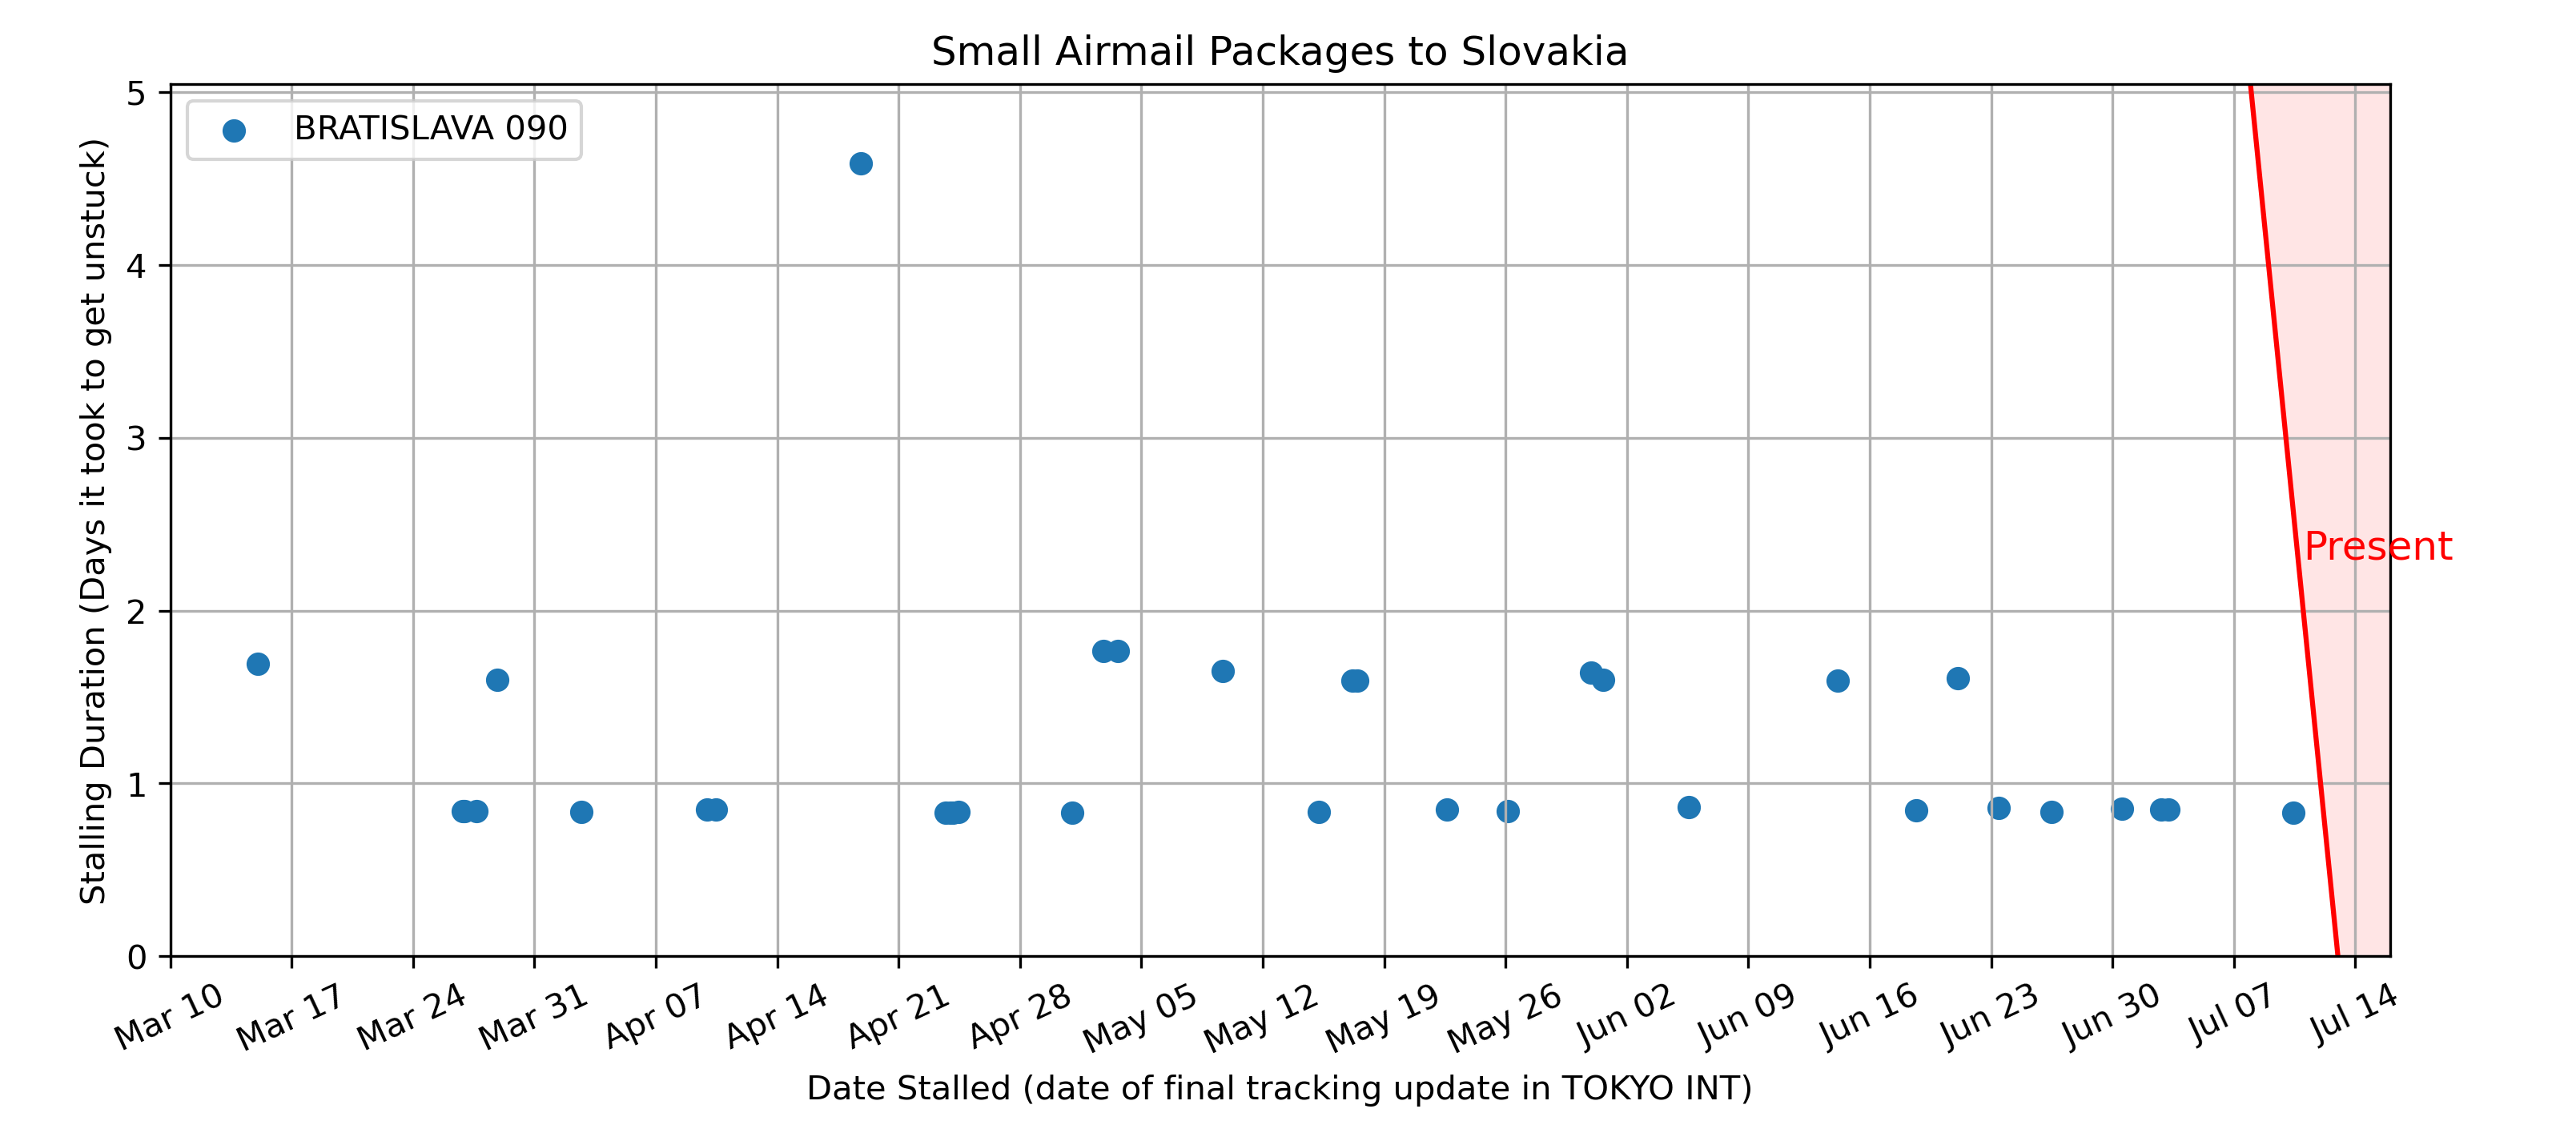 Small Airmail Packages to Slovakia
BRATISLAVA 090
Stalling Duration (Days it took to get unstuck)
5
4
3
2
1
0
Present
Mar 10
Mar 17
Mar 24
Mar 31
Apr 07
Apr 14
Apr 21
Apr 28
May 05
May 12
May 19
May 26
Jun 02
Jun 09
Jun 16
Jun 23
Jun 30
Jul 07
Jul 14
Date Stalled (date of final tracking update in TOKYO INT)